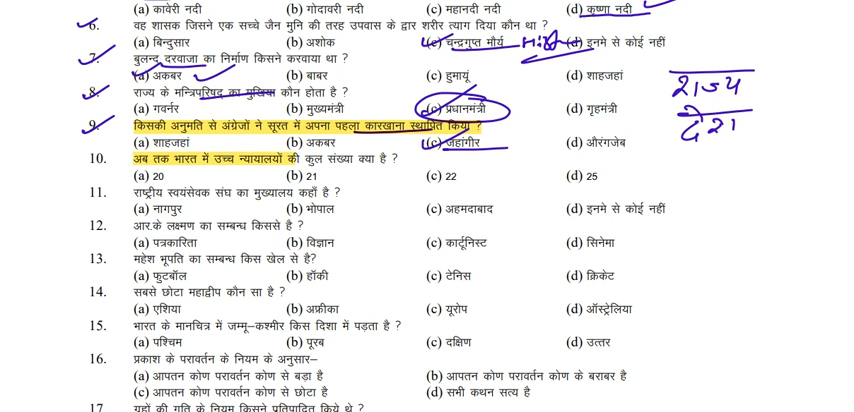 (a) कावेरी नदी (b) गोदावरी नदी (c) महानदी नदी (d) कृष्णा नदी
6. वह शासक जिसने एक सच्चे जैन मुनि की तरह उपवास के द्वार शरीर त्याग दिया कौन था ?
(a) बिन्दुसार (b) अशोक (c) चन्द्रगुप्त मौर्य (d) इनमे से कोई नहीं
7. बुलन्द दरवाजा का निर्माण किसने करवाया था ?
(a) अकबर (b) बाबर (c) हुमायूं (d) शाहजहां
राज्य
8. राज्य के मन्त्रिपरिषद का मुखिया कौन होता है ?
(a) गवर्नर (b) मुख्यमंत्री (c) प्रधानमंत्री (d) गृहमंत्री
देश
9. किसकी अनुमति से अंग्रेजों ने सूरत में अपना पहला कारखाना स्थापित किया ?
(a) शाहजहां (b) अकबर (c) जहांगीर (d) औरंगजेब
10. अब तक भारत में उच्च न्यायालयों की कुल संख्या क्या है ?
(a) 20 (b) 21 (c) 22 (d) 25
11. राष्ट्रीय स्वयंसेवक संघ का मुख्यालय कहाँ है ?
(a) नागपुर (b) भोपाल (c) अहमदाबाद (d) इनमे से कोई नहीं
12. आर.के लक्ष्मण का सम्बन्ध किससे है ?
(a) पत्रकारिता (b) विज्ञान (c) कार्टूनिस्ट (d) सिनेमा
13. महेश भूपति का सम्बन्ध किस खेल से है?
(a) फुटबॉल (b) हॉकी (c) टेनिस (d) क्रिकेट
14. सबसे छोटा महाद्वीप कौन सा है ?
(a) एशिया (b) अफ्रीका (c) यूरोप (d) ऑस्ट्रेलिया
15. भारत के मानचित्र में जम्मू–कश्मीर किस दिशा में पड़ता है ?
(a) पश्चिम (b) पूरब (c) दक्षिण (d) उत्तर
16. प्रकाश के परावर्तन के नियम के अनुसार–
(a) आपतन कोण परावर्तन कोण से बड़ा है (b) आपतन कोण परावर्तन कोण के बराबर है
(c) आपतन कोण परावर्तन कोण से छोटा है (d) सभी कथन सत्य है
17. ग्रहों की गति के नियम किसने प्रतिपादित किये थे ?